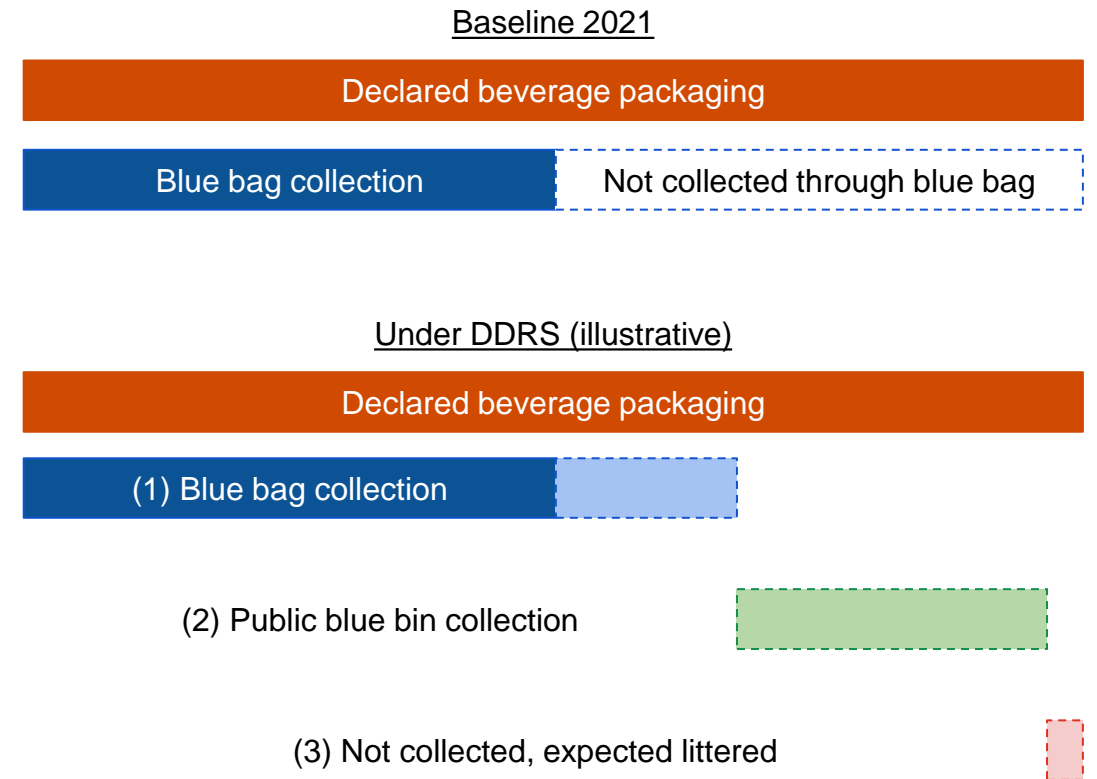 Baseline 2021
Declared beverage packaging
Blue bag collection
Not collected through blue bag
Under DDRS (illustrative)
Declared beverage packaging
(1) Blue bag collection
(2) Public blue bin collection
(3) Not collected, expected littered